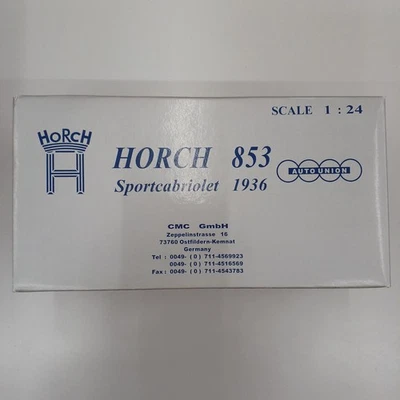 SCALE 1 : 24
HORCH
HORCH 853
Sportcabriolet 1936
AUTO UNION
CMC GmbH
Zeppelinstrasse 16
73760 Ostfildern-Kemnat
Germany
Tel : 0049- ( 0 ) 711-4569923
0049- ( 0 ) 711-4516569
Fax : 0049- ( 0 ) 711-4543783